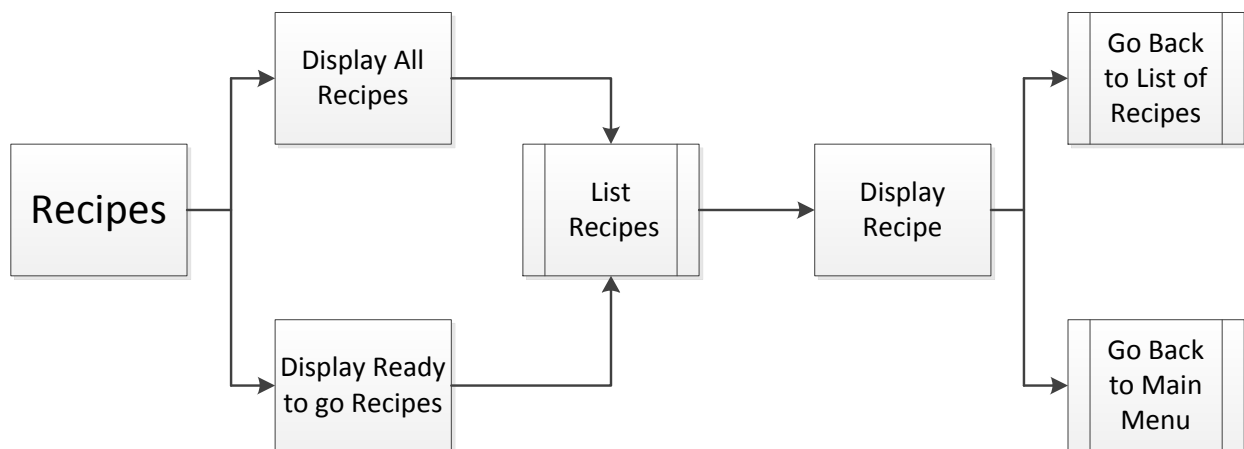 Recipes
Display All
Recipes
Display Ready
to go Recipes
List
Recipes
Display
Recipe
Go Back
to List of
Recipes
Go Back
to Main
Menu